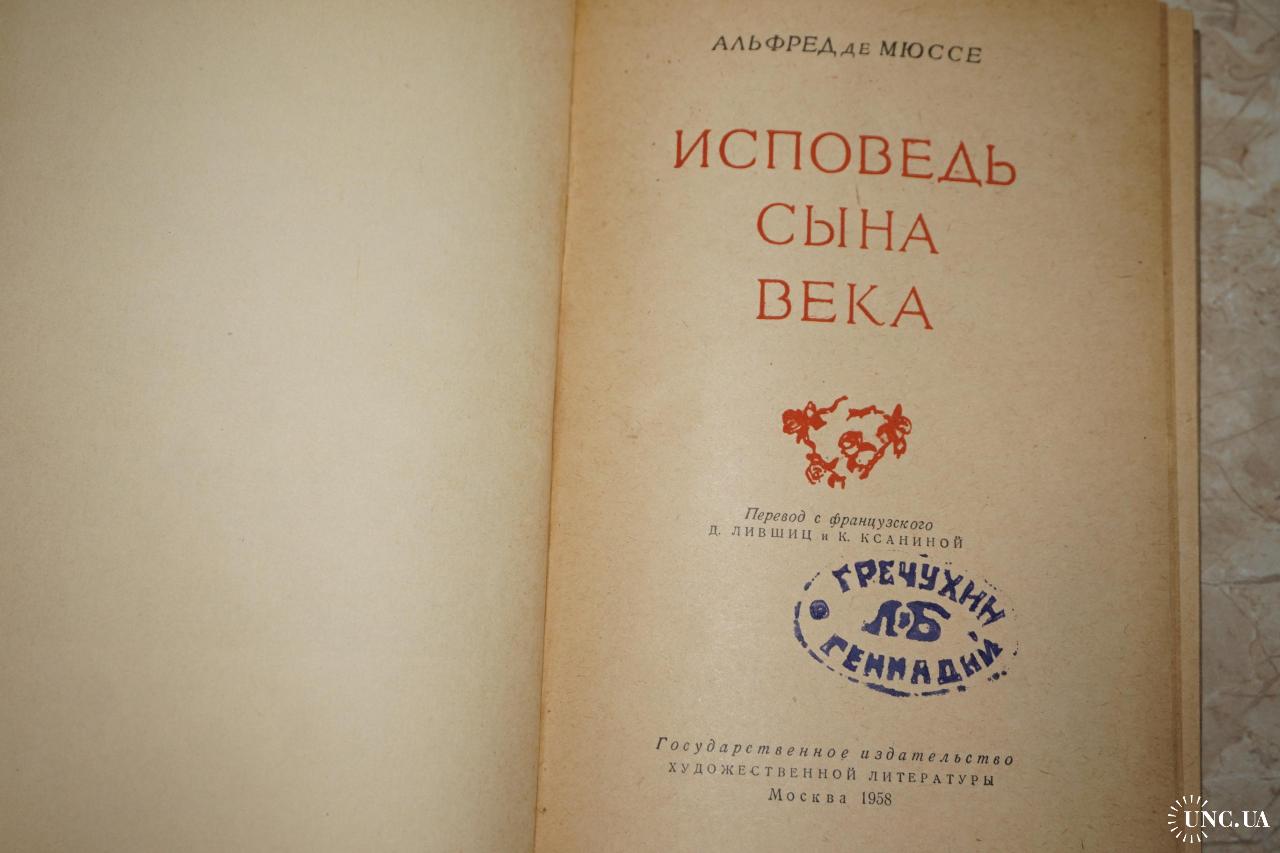 АЛЬФРЕД ДЕ МЮССЕ
ИСПОВЕДЬ
СЫНА
ВЕКА
Перевод с французского
Д. ЛИВШИЦ и К. КСАНИНОЙ
ГРЕЧУХИН
ЛБ
ГЕННАДИЙ
Государственное издательство
ХУДОЖЕСТВЕННОЙ ЛИТЕРАТУРЫ
Москва 1958
UNC.UA